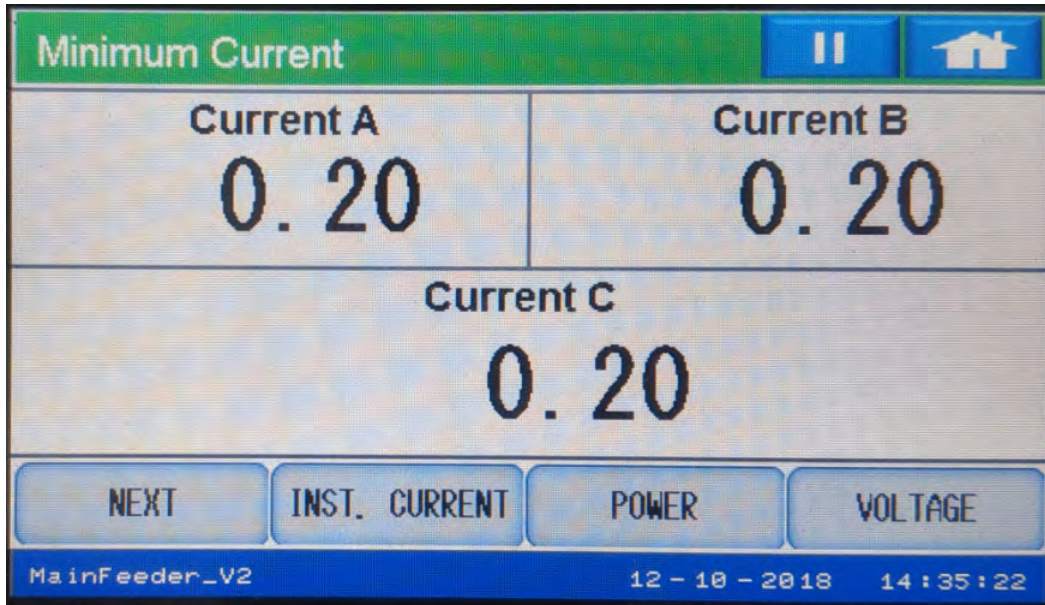 Minimum Current
Current A
0.20
Current B
0.20
Current C
0.20
NEXT
INST. CURRENT
POWER
VOLTAGE
MainFeeder_V2
12-10-2018 14:35:22